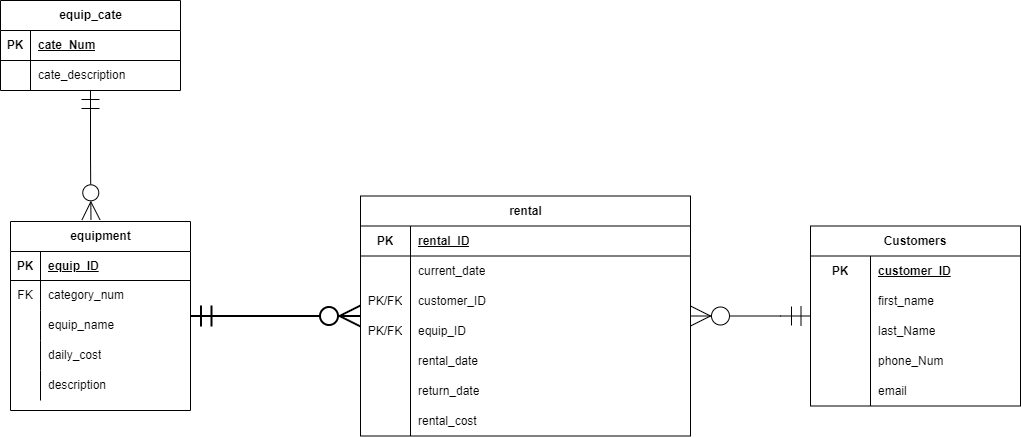 equip_cate
PK cate_Num
cate_description
equipment
PK equip_ID
FK category_num
equip_name
daily_cost
description
rental
PK rental_ID
current_date
PK/FK customer_ID
PK/FK equip_ID
rental_date
return_date
rental_cost
Customers
PK customer_ID
first_name
last_Name
phone_Num
email